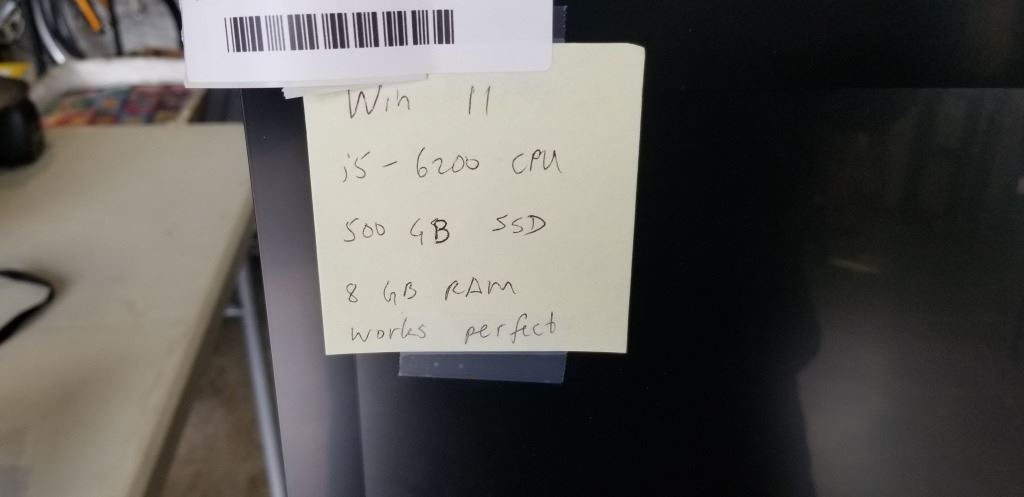 Win 11
i5-6200 CPU
500 GB SSD
8 GB RAM
works perfect